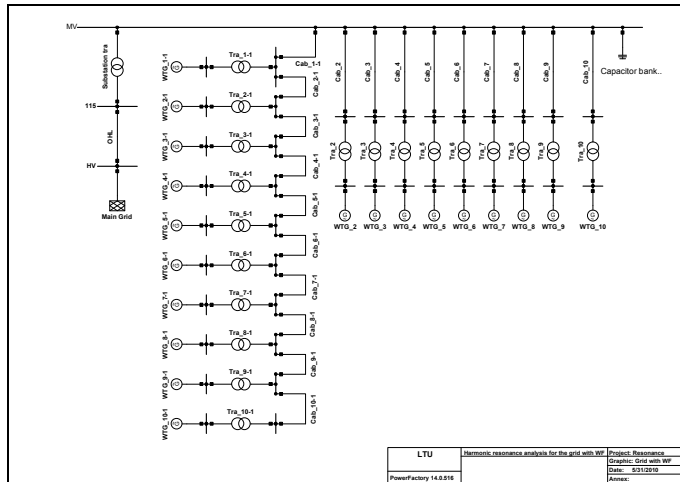 MV
Substation tra
115
OHL
HV
Main Grid
WTG_1-1
Tra_1-1
Cab_1-1
WTG_2-1
Tra_2-1
Cab_2-1
WTG_3-1
Tra_3-1
Cab_3-1
WTG_4-1
Tra_4-1
Cab_4-1
WTG_5-1
Tra_5-1
Cab_5-1
WTG_6-1
Tra_6-1
Cab_6-1
WTG_7-1
Tra_7-1
Cab_7-1
WTG_8-1
Tra_8-1
Cab_8-1
WTG_9-1
Tra_9-1
Cab_9-1
WTG_10-1
Tra_10-1
Cab_10-1
Cab_2
Cab_3
Cab_4
Cab_5
Cab_6
Cab_7
Cab_8
Cab_9
Cab_10
Capacitor bank..
Tra_2
Tra_3
Tra_4
Tra_5
Tra_6
Tra_7
Tra_8
Tra_9
Tra_10
G G G G G G G G G
WTG_2 WTG_3 WTG_4 WTG_5 WTG_6 WTG_7 WTG_8 WTG_9 WTG_10
LTU
PowerFactory 14.0.516
Harmonic resonance analysis for the grid with WF
Project: Resonance
Graphic: Grid with WF
Date: 5/31/2010
Annex: